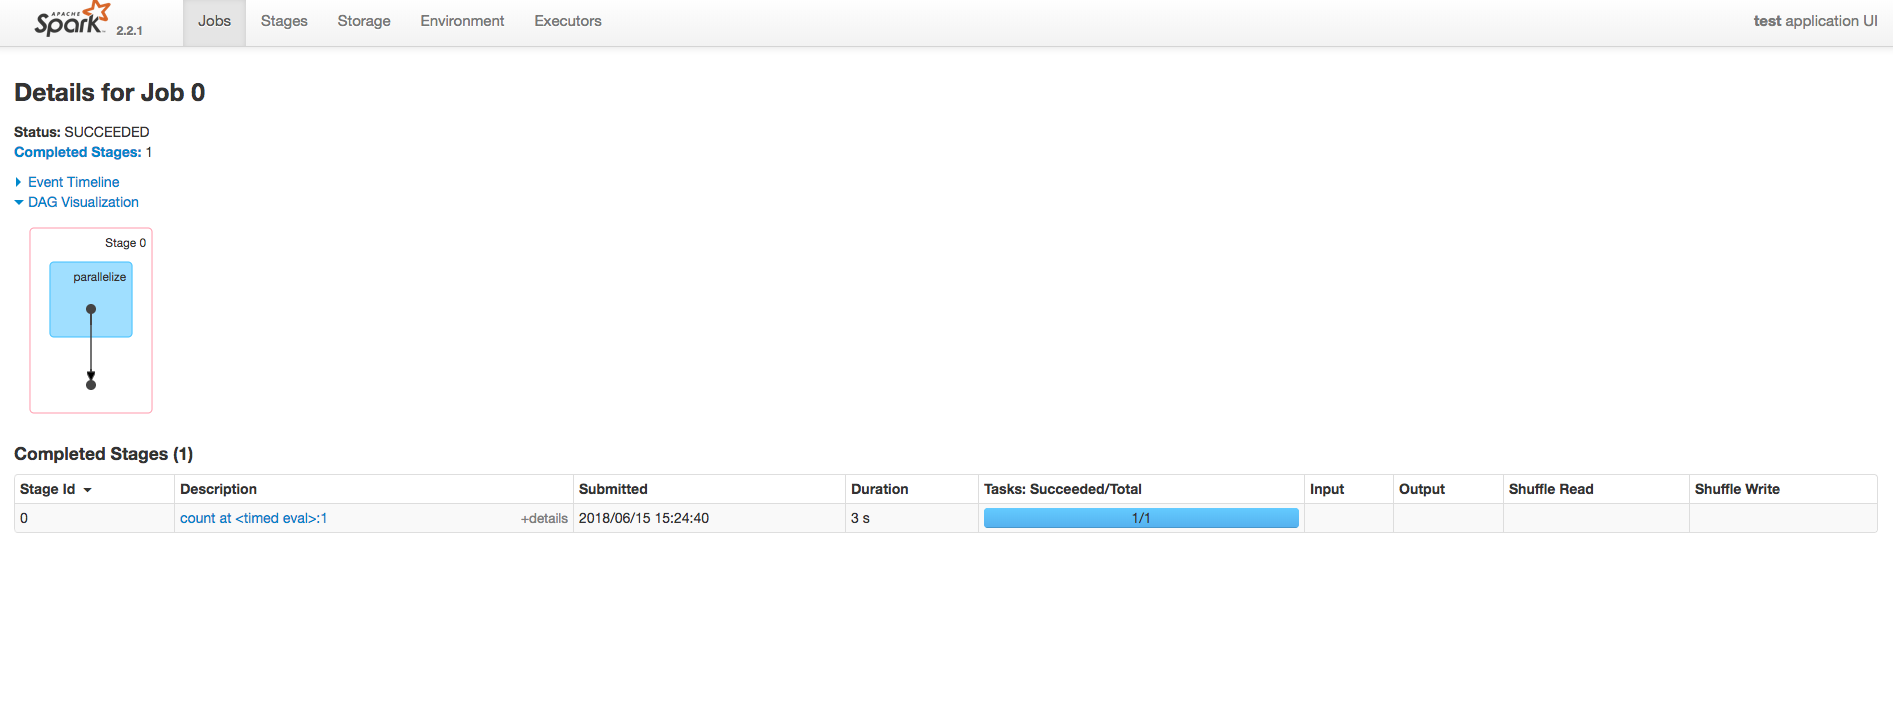 APACHE
Spark 2.2.1 Jobs Stages Storage Environment Executors test application UI
Details for Job 0
Status: SUCCEEDED
Completed Stages: 1
Event Timeline
DAG Visualization
Stage 0
parallelize
Completed Stages (1)
Stage Id Description Submitted Duration Tasks: Succeeded/Total Input Output Shuffle Read Shuffle Write
0 count at <timed eval>:1 +details 2018/06/15 15:24:40 3 s 1/1